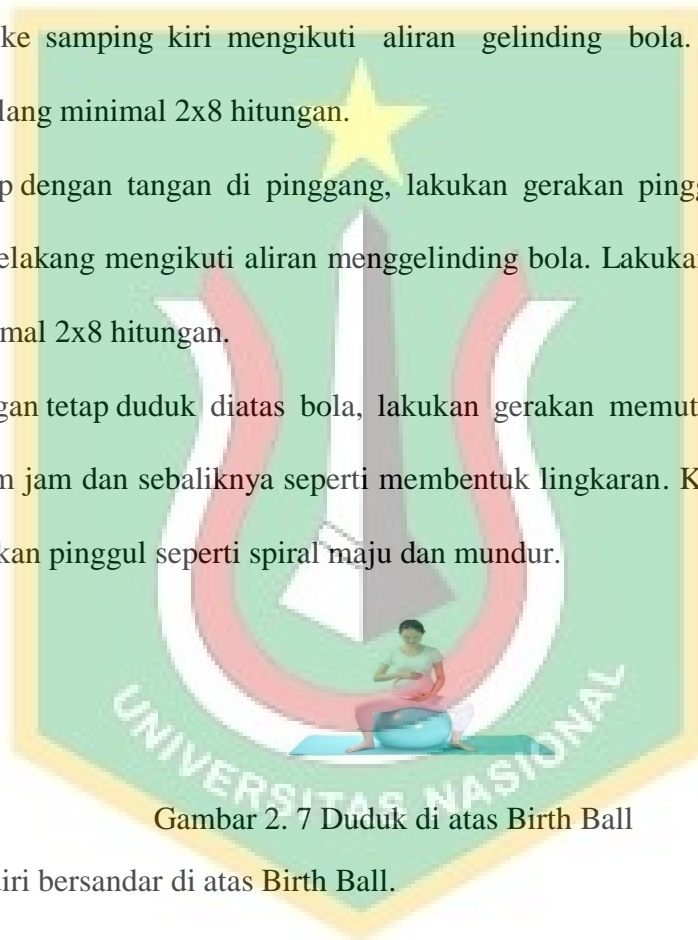 ke samping kiri mengikuti aliran gelinding bola.
lang minimal 2x8 hitungan.
dengan tetap tangan di pinggang, lakukan gerakan
elakang mengikuti aliran menggelinding bola. Lakukan
mal 2x8 hitungan.
gan tetap duduk diatas bola, lakukan gerakan memut
m jam dan sebaliknya seperti membentuk lingkaran. K
kan pinggul seperti spiral maju dan mundur.
UNIVERSITAS NASIONAL
Gambar 2. 7 Duduk di atas Birth Ball
diri bersandar di atas Birth Ball.